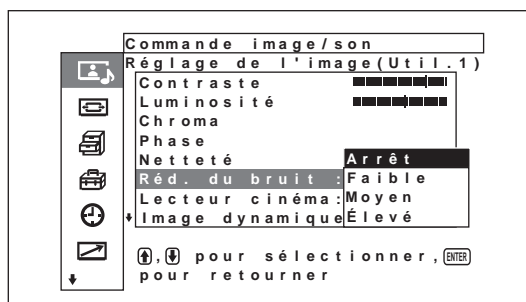 Commande image/son
Réglage de l'image(Util.1)
Contraste
Luminosité
Chroma
Phase
Netteté Arrêt
Réd. du bruit :Faible
Lecteur cinéma:Moyen
Image dynamique Élevé
, pour sélectionner, ENTER
pour retourner